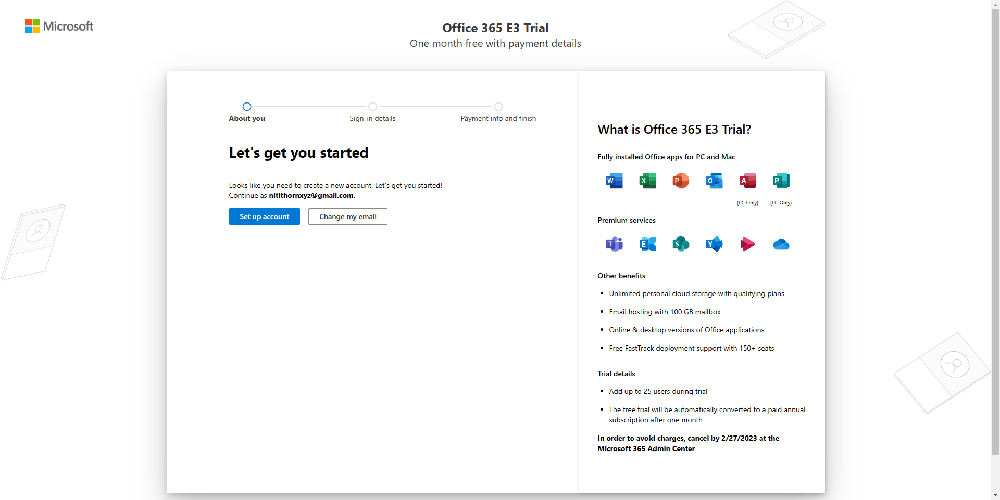 Microsoft
Office 365 E3 Trial
One month free with payment details
About you
Sign-in details
Payment info and finish
Let's get you started
Looks like you need to create a new account. Let's get you started!
Continue as nitithornxyz@gmail.com.
Set up account
Change my email
What is Office 365 E3 Trial?
Fully installed Office apps for PC and Mac
W X P O A P
(PC Only) (PC Only)
Premium services
T E S Y
Other benefits
• Unlimited personal cloud storage with qualifying plans
• Email hosting with 100 GB mailbox
• Online & desktop versions of Office applications
• Free FastTrack deployment support with 150+ seats
Trial details
• Add up to 25 users during trial
• The free trial will be automatically converted to a paid annual
subscription after one month
In order to avoid charges, cancel by 2/27/2023 at the
Microsoft 365 Admin Center